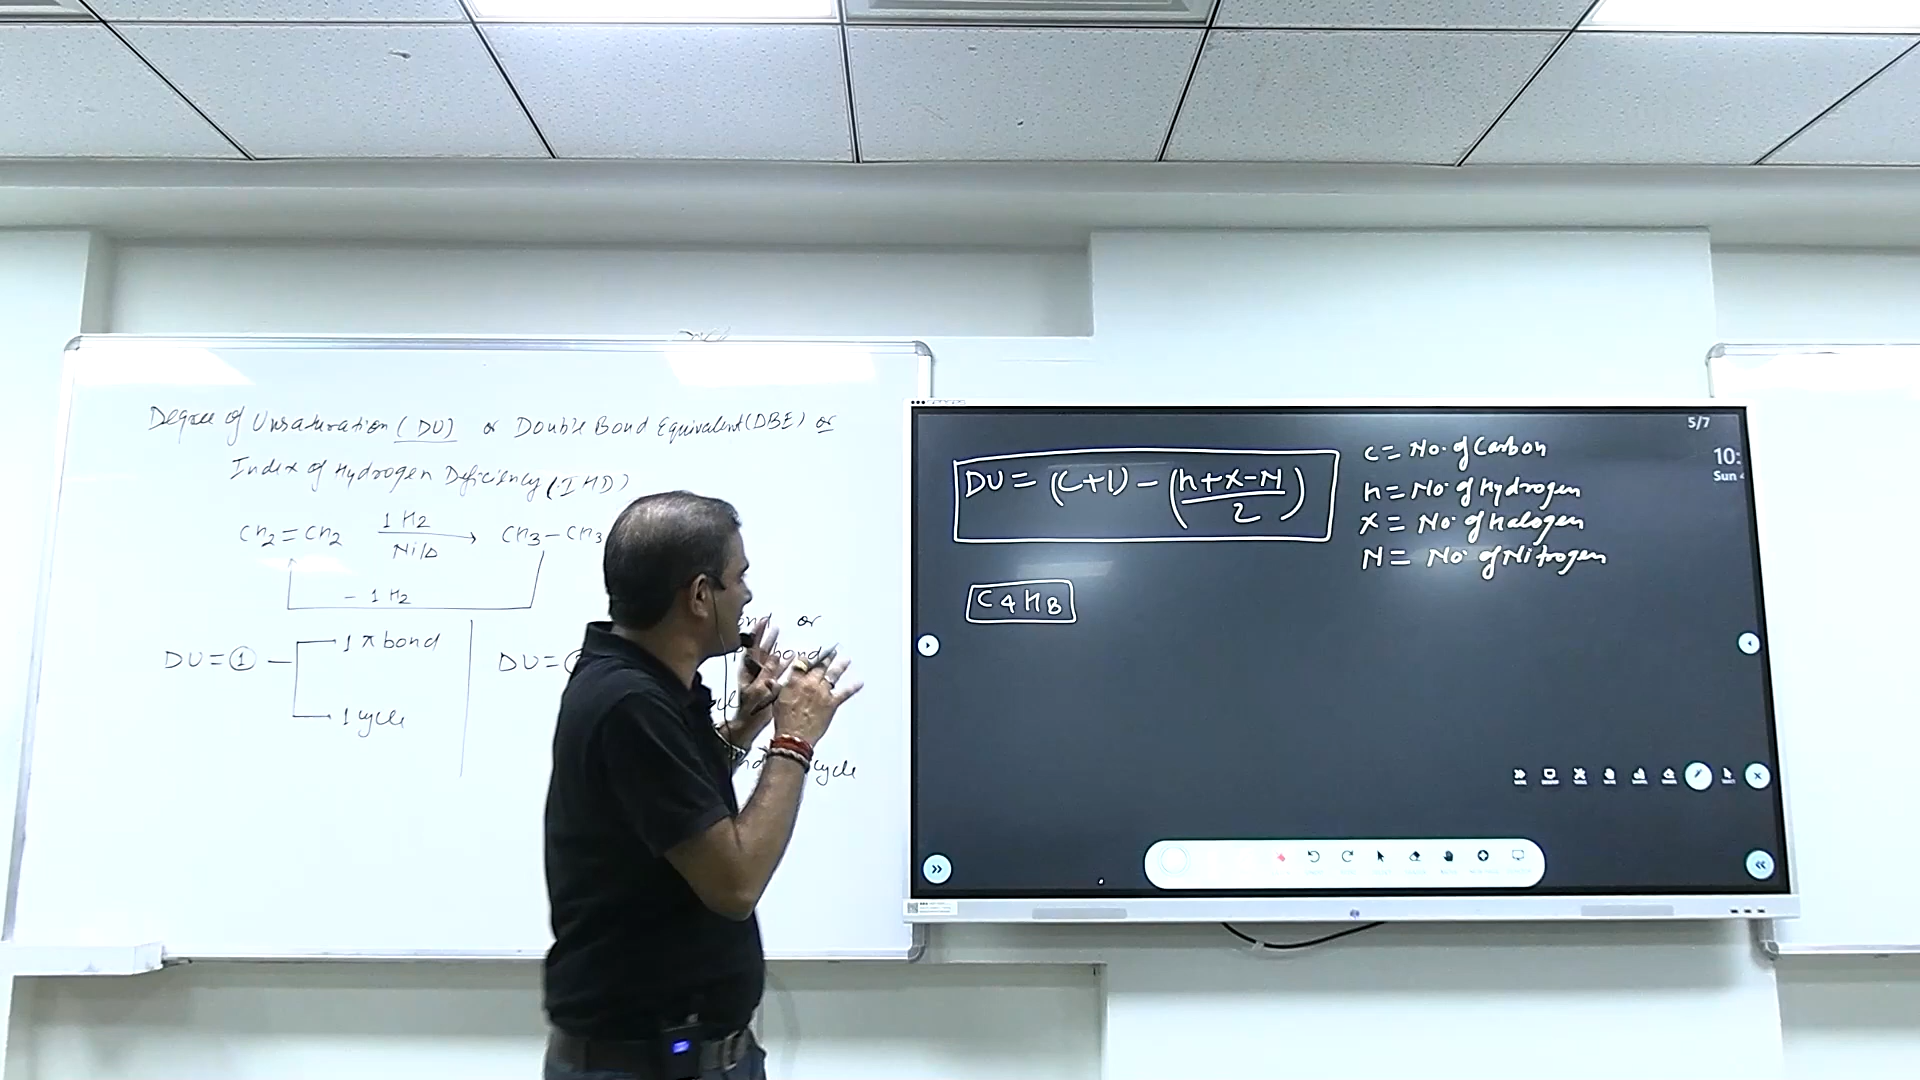 Degree of Unsaturation (DU) or Double Bond Equivalent (DBE) or
Index of Hydrogen Deficiency (IHD)
CH2=CH2 1 H2 Ni/Δ → CH3-CH3
- 1 H2
DU=① 1 π bond
1 cycle
DU=
or
bond
cycle
5/7
10:
Sun
DU = (C+1) - (H+X-N / 2)
C = No. of Carbon
H = No. of Hydrogen
X = No. of Halogen
N = No. of Nitrogen
C4H8